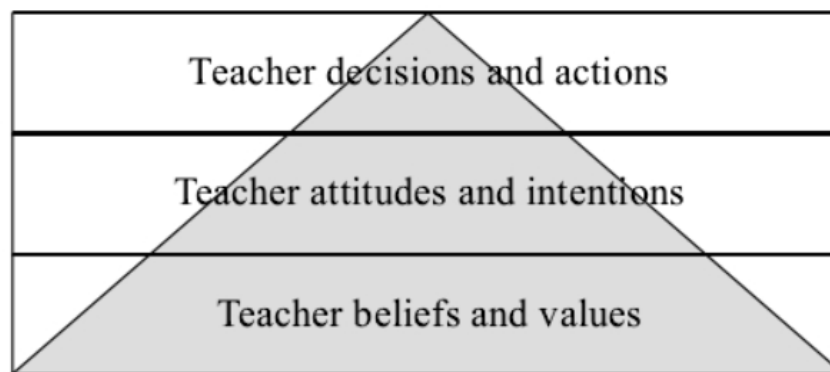 Teacher decisions and actions
Teacher attitudes and intentions
Teacher beliefs and values